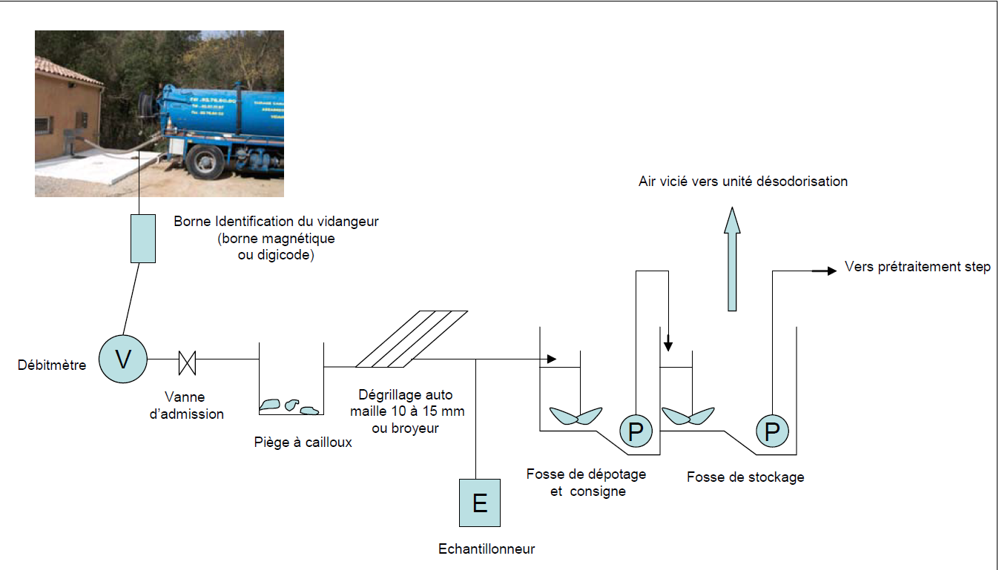 Air vicié vers unité désodorisation
Borne Identification du vidangeur
(borne magnétique
ou digicode)
Vers prétraitement step
Débitmètre
V
Vanne
d'admission
Piège à cailloux
Dégrillage auto
maille 10 à 15 mm
ou broyeur
P
P
Fosse de dépotage
et consigne
Fosse de stockage
E
Echantillonneur